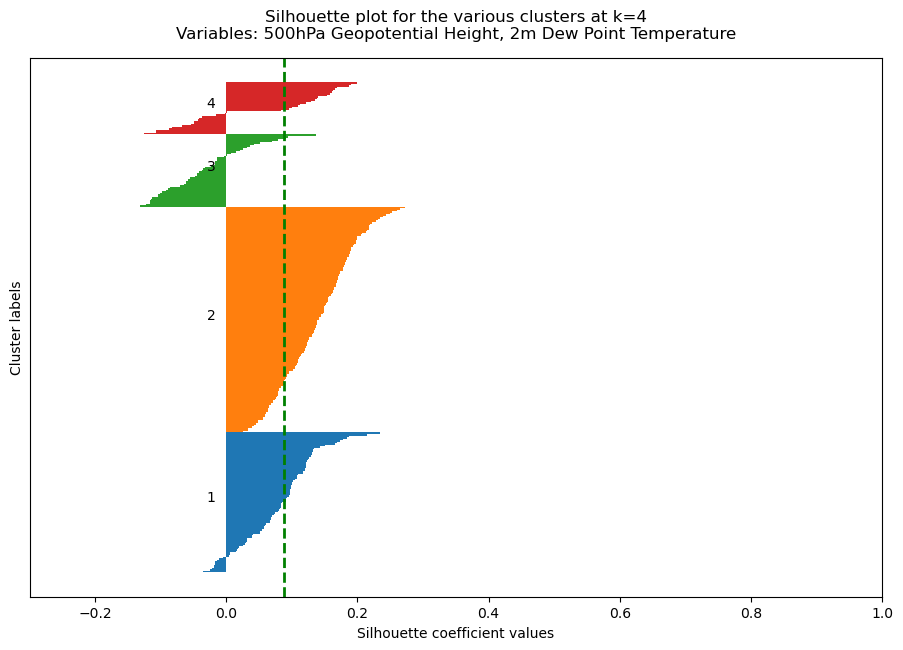 Silhouette plot for the various clusters at k=4
Variables: 500hPa Geopotential Height, 2m Dew Point Temperature
Cluster labels
4
3
2
1
−0.2 0.0 0.2 0.4 0.6 0.8 1.0
Silhouette coefficient values